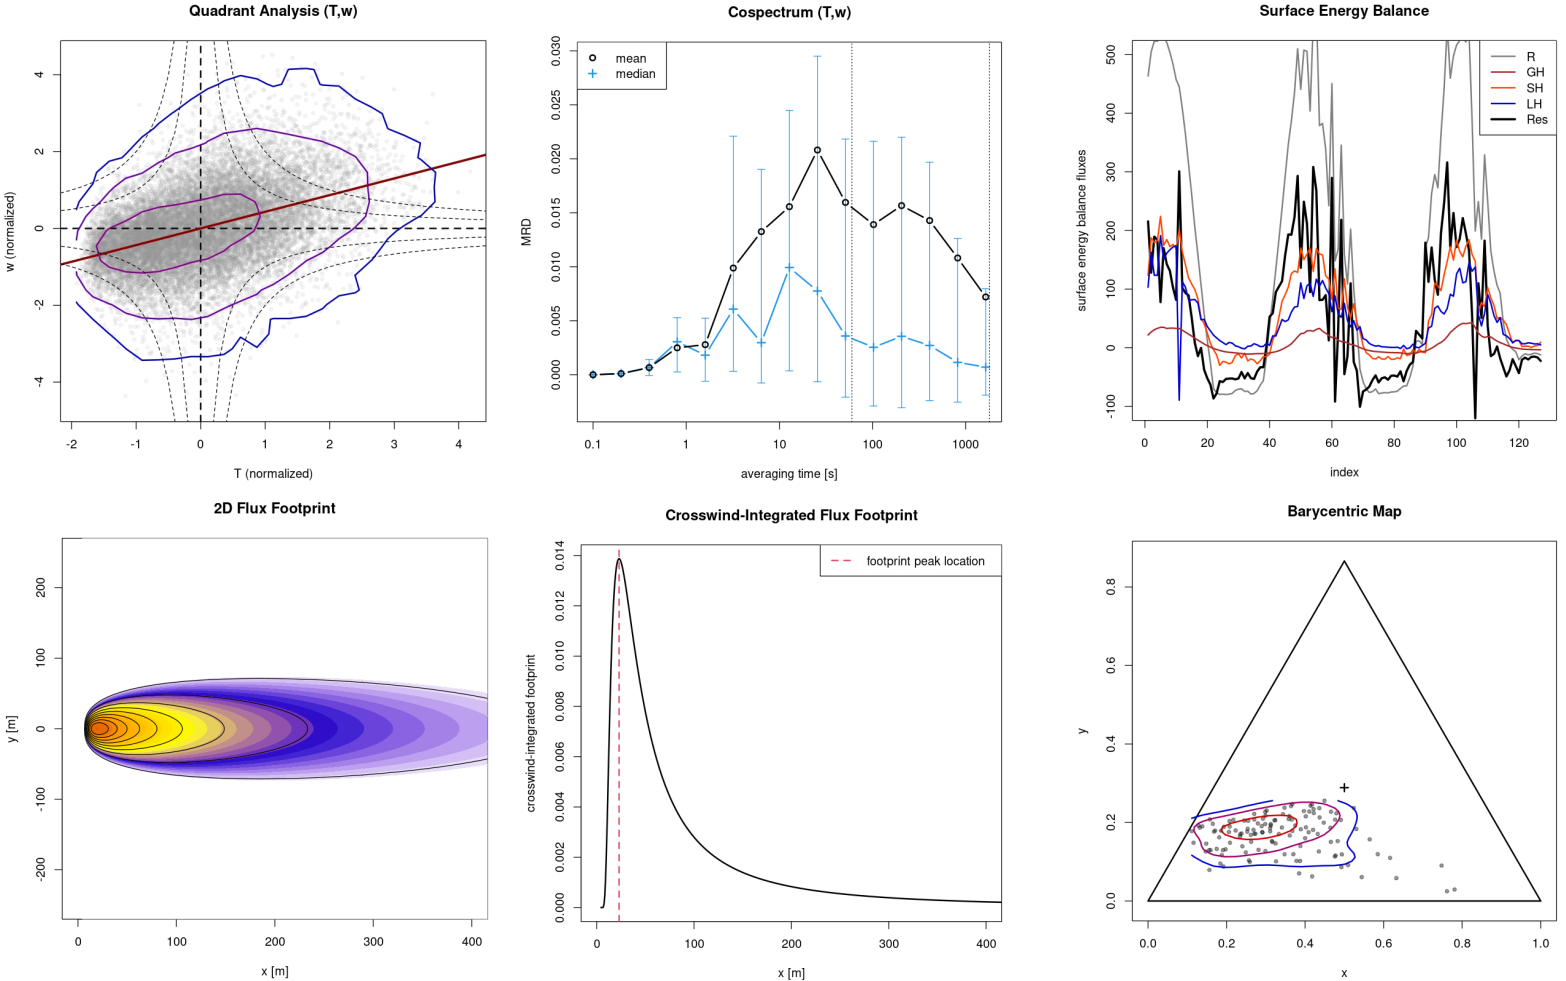 Quadrant Analysis (T,w)
w (normalized)
4
2
0
-2
-4
-2 -1 0 1 2 3 4
T (normalized)
Cospectrum (T,w)
mean
median
MRD
0.030
0.025
0.020
0.015
0.010
0.005
0.000
0.1 1 10 100 1000
averaging time [s]
Surface Energy Balance
R
GH
SH
LH
Res
surface energy balance fluxes
500
400
300
200
100
0
-100
0 20 40 60 80 100 120
index
2D Flux Footprint
y [m]
200
100
0
-100
-200
0 100 200 300 400
x [m]
Crosswind-Integrated Flux Footprint
footprint peak location
crosswind-integrated footprint
0.014
0.012
0.010
0.008
0.006
0.004
0.002
0.000
0 100 200 300 400
x [m]
Barycentric Map
y
0.8
0.6
0.4
0.2
0.0
0.0 0.2 0.4 0.6 0.8 1.0
x